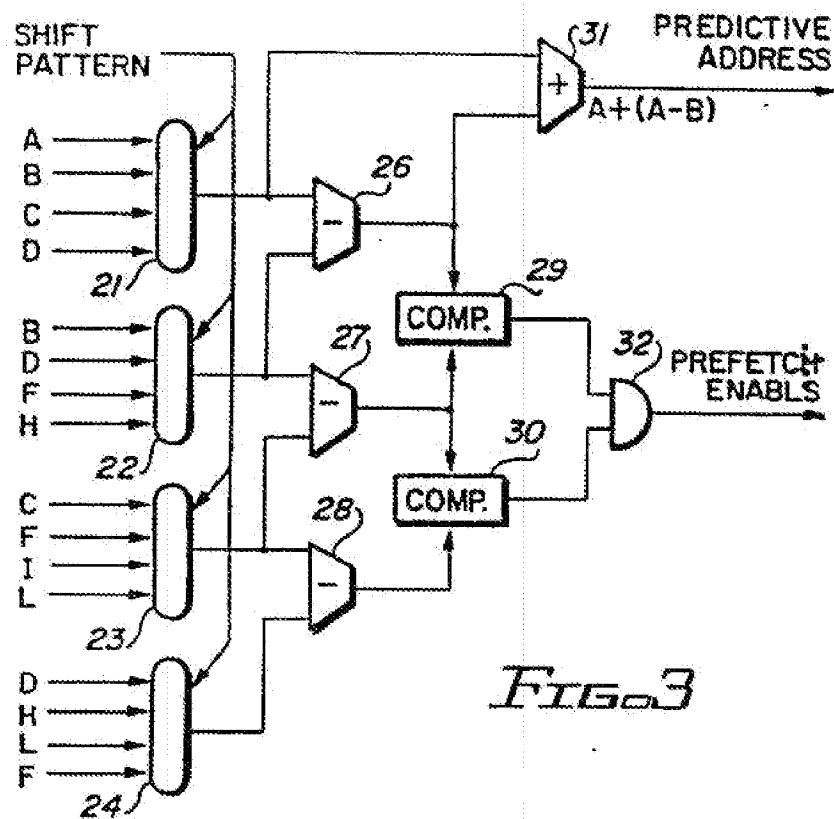 SHIFT
PATTERN
31
PREDICTIVE
ADDRESS
+
A+(A-B)
A
B
C
D
21
26
-
29
COMP.
B
D
F
H
22
27
-
32
PREFETCH
ENABLS
30
COMP.
C
F
I
L
23
28
-
D
H
L
F
24
FIG. 3